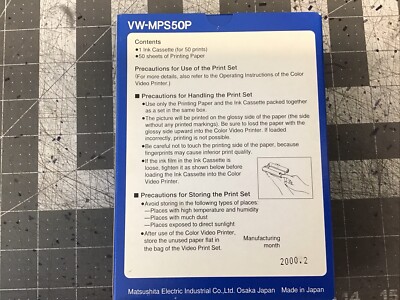 VW-MPS50P
Contents
●1 Ink Cassette (for 50 prints)
●50 sheets of Printing Paper
Precautions for Use of the Print Set
(For more details, also refer to the Operating Instructions of the Color
Video Printer.)
■ Precautions for Handling the Print Set
●Use only the Printing Paper and the Ink Cassette packed together
as a set in the same box.
●The picture will be printed on the glossy side of the paper (the side
without any printed markings). Be sure to load the paper with the
glossy side upward into the Color Video Printer. If loaded
incorrectly, printing is not possible.
●Be careful not to touch the printing side of the paper, because
fingerprints may cause inferior print quality.
●If the ink film in the Ink Cassette is
loose, tighten it as shown below before
loading the Ink Cassette into the Color
Video Printer.
■ Precautions for Storing the Print Set
●Avoid storing in the following types of places:
—Places with high temperature and humidity
—Places with much dust
—Places exposed to direct sunlight
●After use of the Color Video Printer,
store the unused paper flat in
the bag of the Video Print Set.
Manufacturing
month
2000.2
Matsushita Electric Industrial Co., Ltd. Osaka Japan Made in Japan
14 15